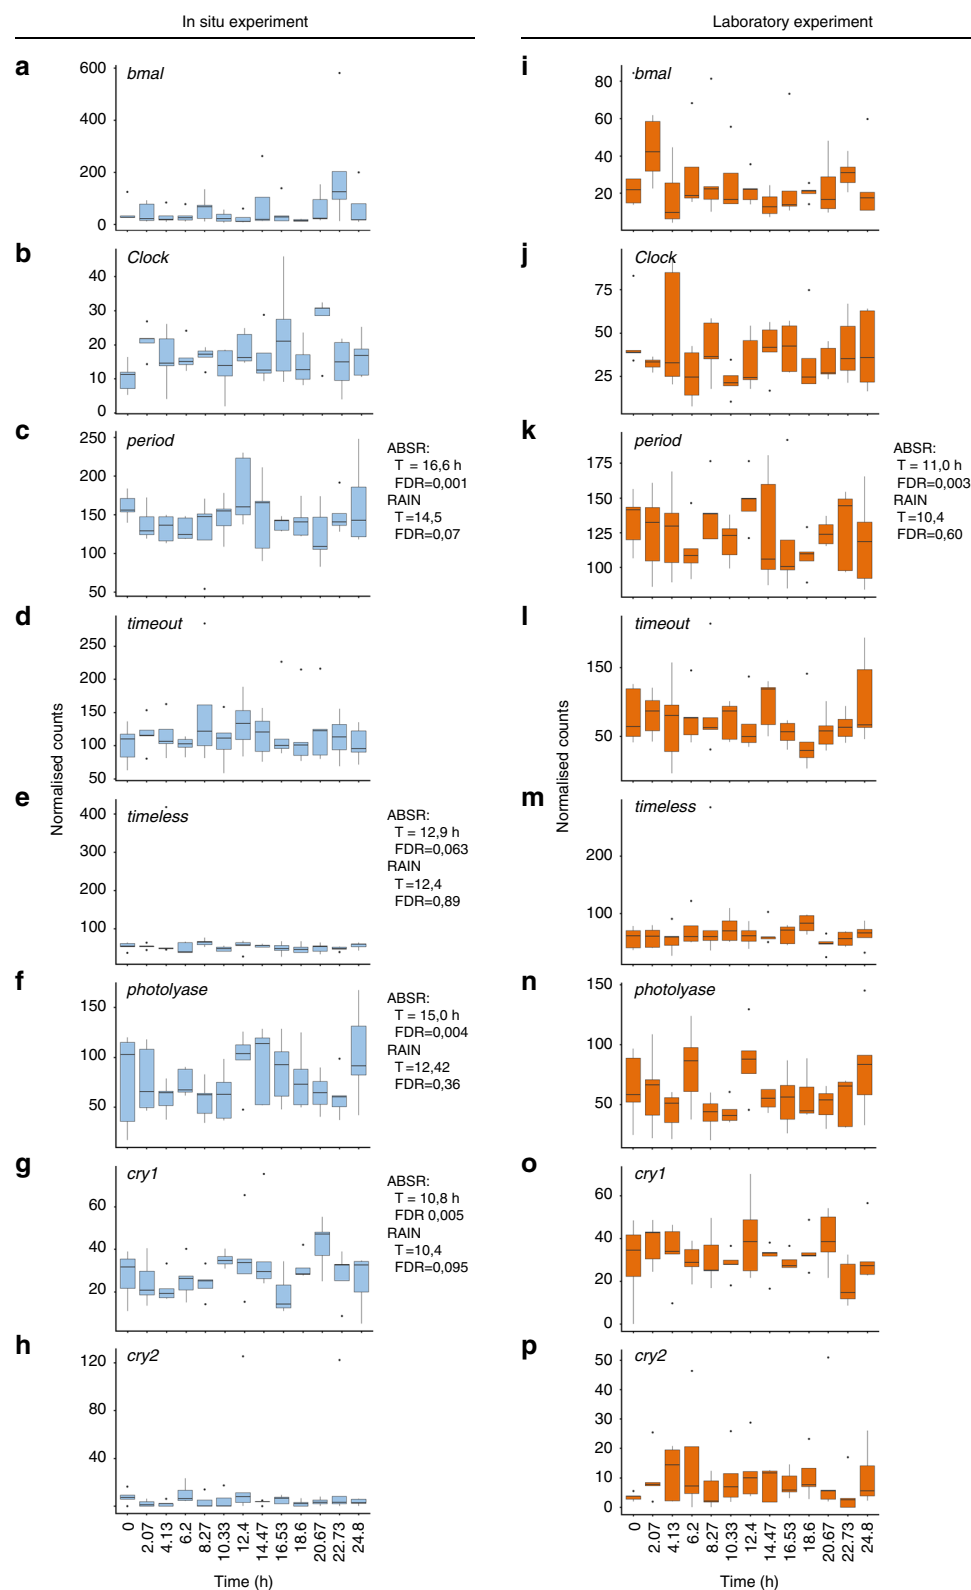 In situ experiment
Laboratory experiment
a
bmal
600
400
200
0
i
bmal
80
60
40
20
b
Clock
40
30
20
10
0
j
Clock
75
50
25
c
period
250
200
150
100
50
ABSR:
T = 16,6 h
FDR=0,001
RAIN
T=14,5
FDR=0,07
k
period
175
150
125
100
ABSR:
T = 11,0 h
FDR=0,003
RAIN
T=10,4
FDR=0,60
d
timeout
250
200
150
100
50
l
timeout
150
100
50
Normalised counts
Normalised counts
e
timeless
400
300
200
100
ABSR:
T = 12,9 h
FDR=0,063
RAIN
T=12,4
FDR=0,89
m
timeless
200
100
f
photolyase
150
100
50
ABSR:
T = 15,0 h
FDR=0,004
RAIN
T=12,42
FDR=0,36
n
photolyase
150
100
50
g
cry1
60
40
20
ABSR:
T = 10,8 h
FDR 0,005
RAIN
T=10,4
FDR=0,095
o
cry1
60
40
20
0
h
cry2
120
80
40
0
2.07
4.13
6.2
8.27
10.33
12.4
14.47
16.53
18.6
20.67
22.73
24.8
Time (h)
p
cry2
50
40
30
20
10
0
0
2.07
4.13
6.2
8.27
10.33
12.4
14.47
16.53
18.6
20.67
22.73
24.8
Time (h)